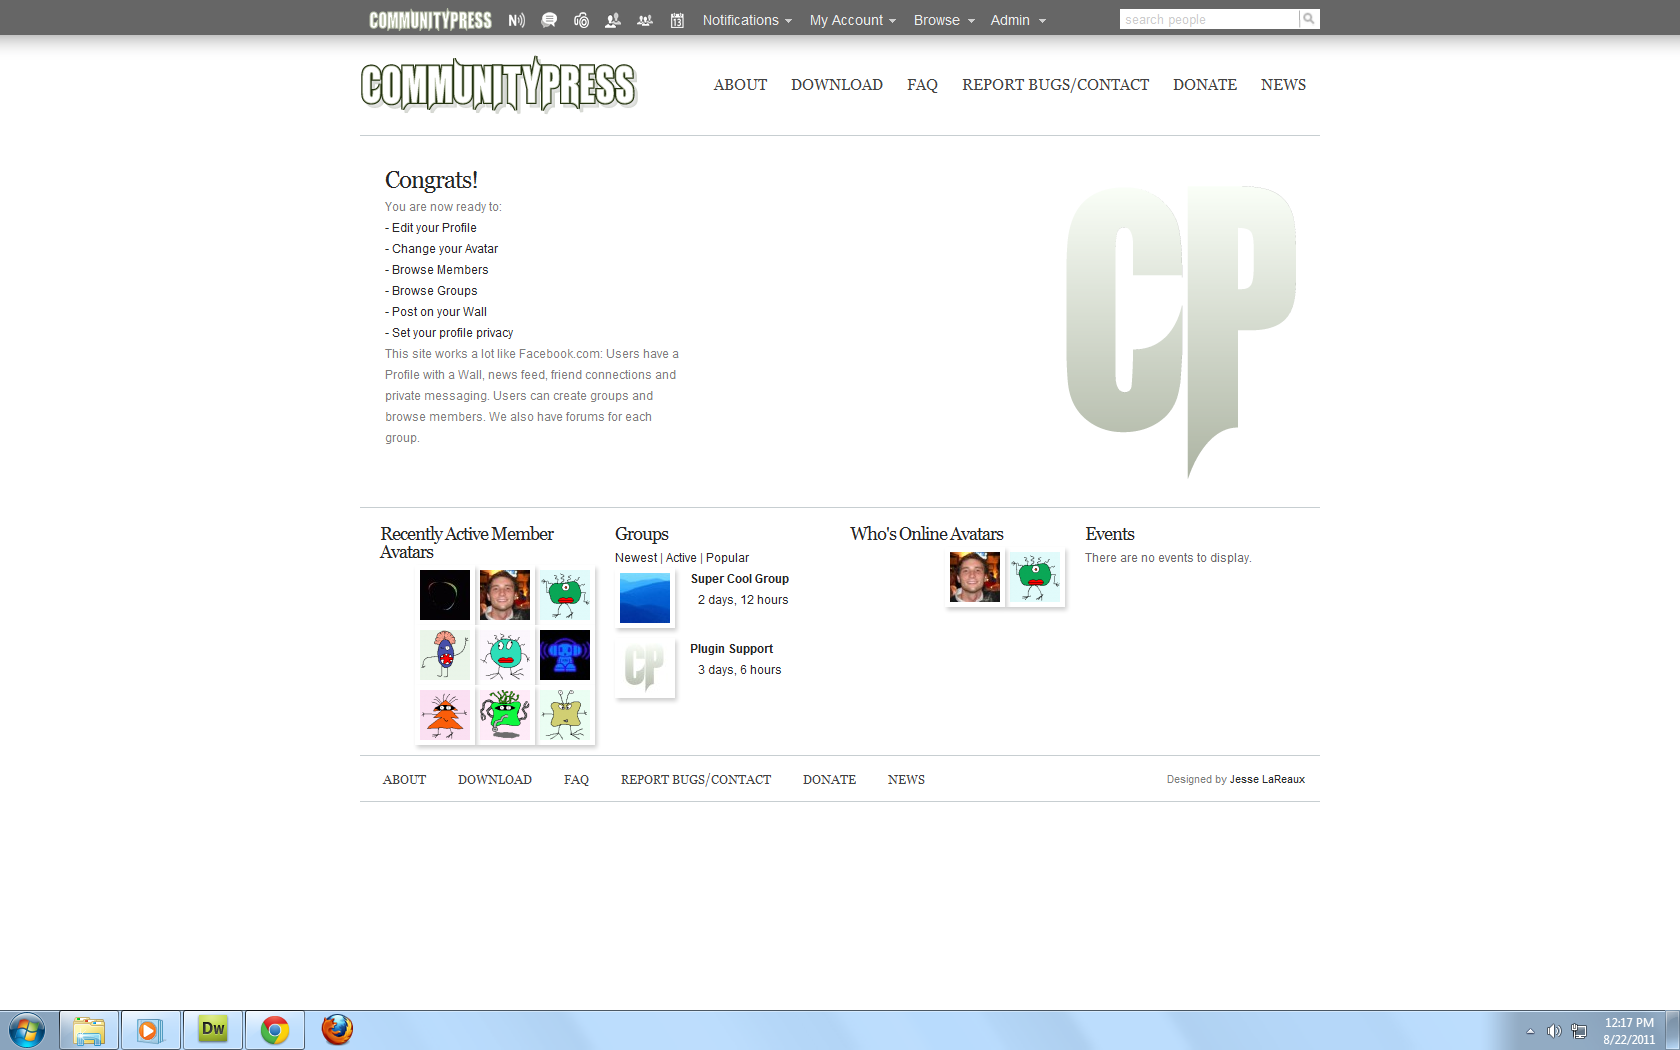 COMMUNITYPRESS N 13 Notifications My Account Browse Admin search people
COMMUNITYPRESS
ABOUT DOWNLOAD FAQ REPORT BUGS/CONTACT DONATE NEWS
Congrats!
You are now ready to:
- Edit your Profile
- Change your Avatar
- Browse Members
- Browse Groups
- Post on your Wall
- Set your profile privacy
This site works a lot like Facebook.com: Users have a
Profile with a Wall, news feed, friend connections and
private messaging. Users can create groups and
browse members. We also have forums for each
group.
CP
Recently Active Member
Avatars
Groups
Newest | Active | Popular
Super Cool Group
2 days, 12 hours
CP
Plugin Support
3 days, 6 hours
Who's Online Avatars
Events
There are no events to display.
ABOUT DOWNLOAD FAQ REPORT BUGS/CONTACT DONATE NEWS
Designed by Jesse LaReaux
Dw
12:17 PM
8/22/2011